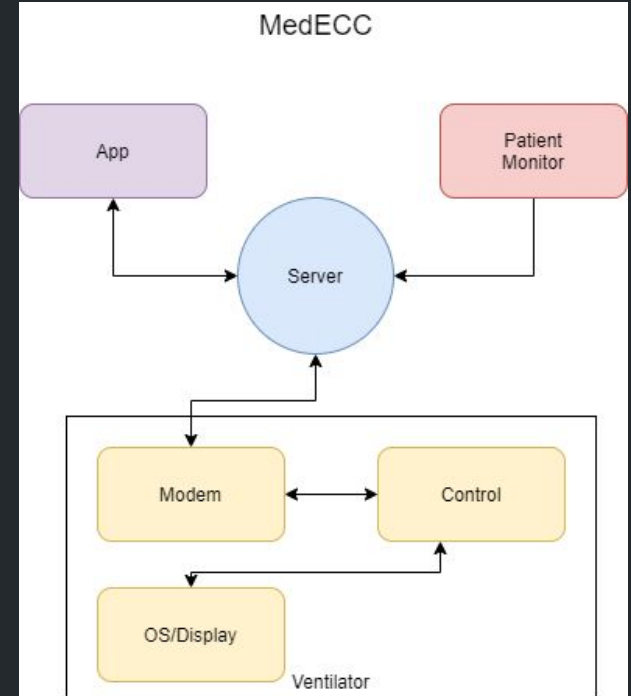 MedECC
App
Patient
Monitor
Server
Modem
Control
OS/Display
Ventilator